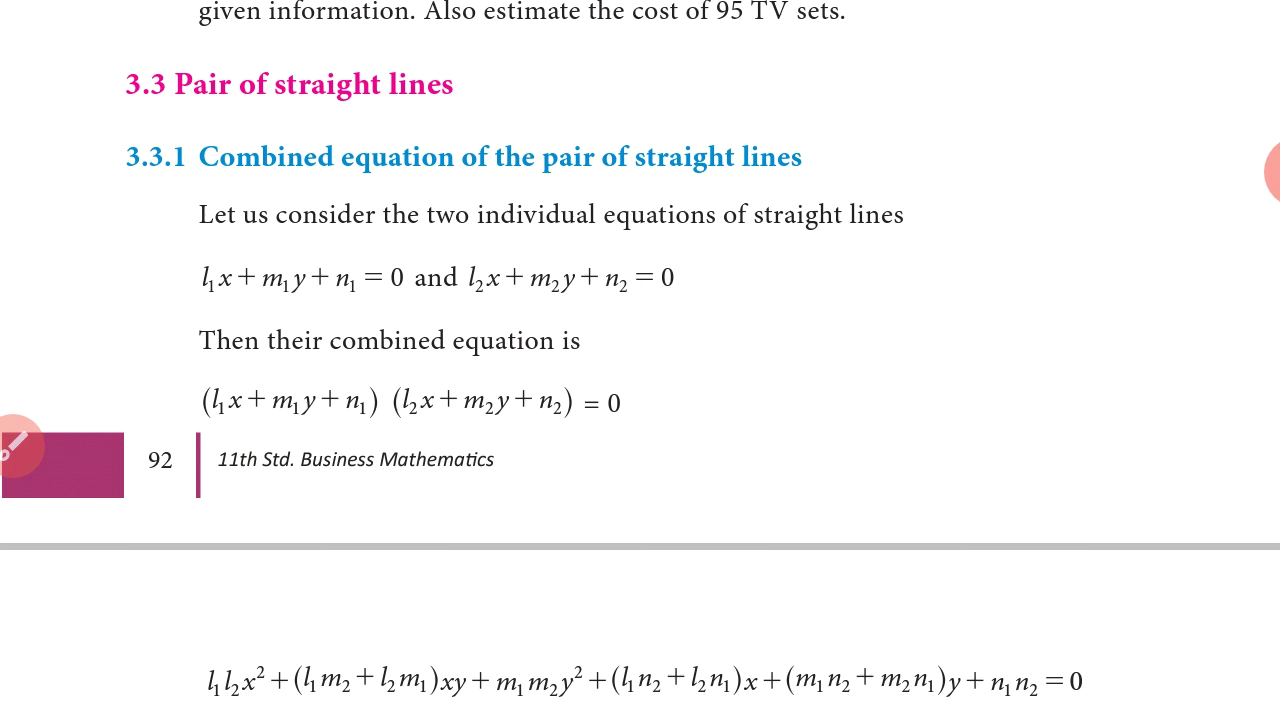 given information. Also estimate the cost of 95 TV sets.
3.3 Pair of straight lines
3.3.1 Combined equation of the pair of straight lines
Let us consider the two individual equations of straight lines
l₁x + m₁y + n₁ = 0 and l₂x + m₂y + n₂ = 0
Then their combined equation is
(l₁x + m₁y + n₁) (l₂x + m₂y + n₂) = 0
92 11th Std. Business Mathematics
l₁l₂x² + (l₁m₂ + l₂m₁)xy + m₁m₂y² + (l₁n₂ + l₂n₁)x + (m₁n₂ + m₂n₁)y + n₁n₂ = 0